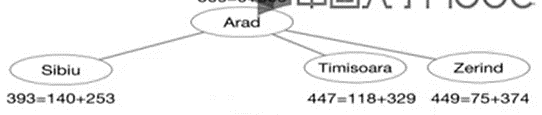 Arad
Sibiu
Timisoara
Zerind
393=140+253
447=118+329
449=75+374